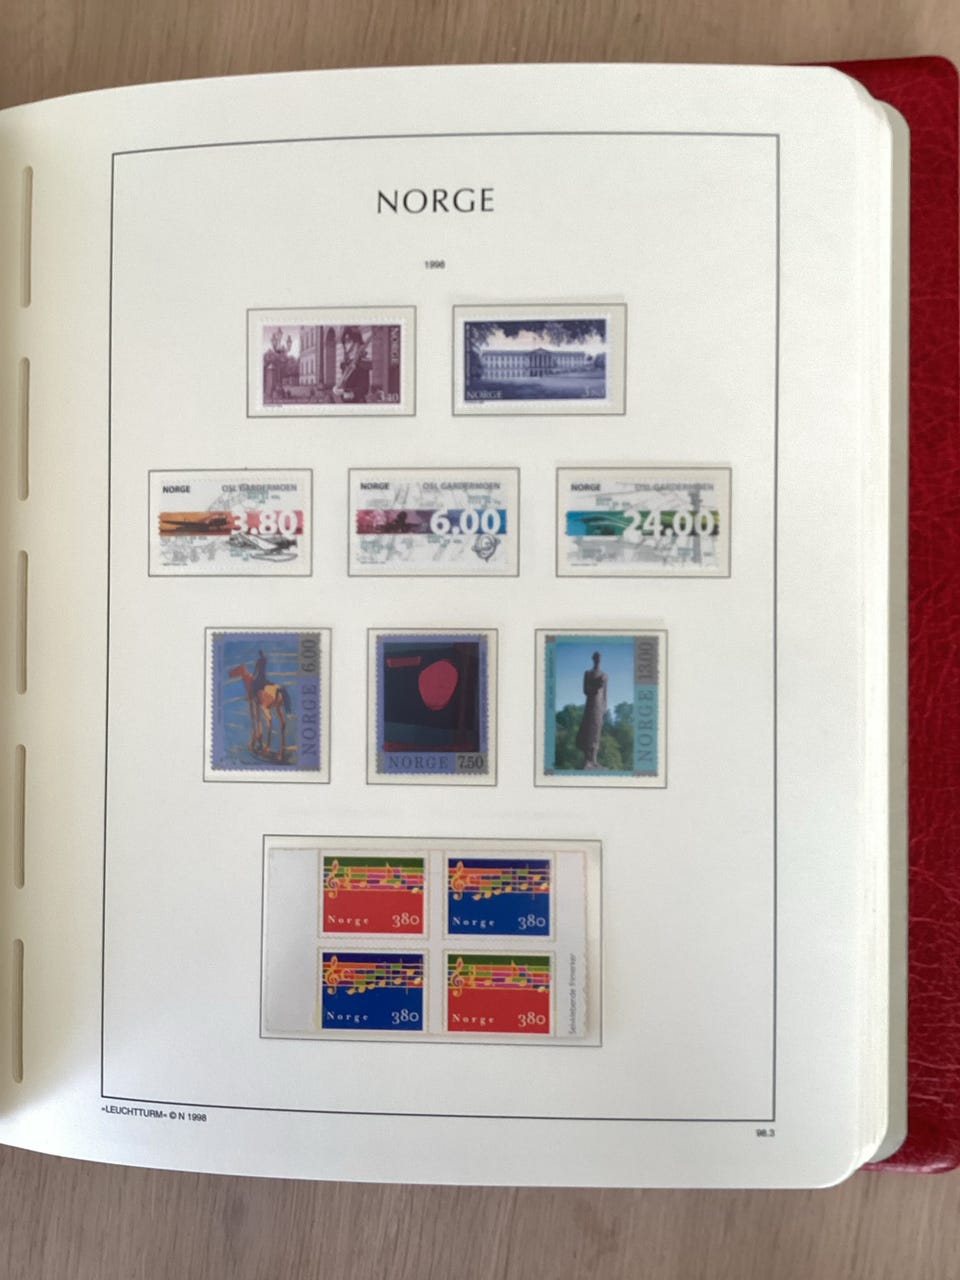 NORGE
1998
NORGE
3.40
NORGE
NORGE
OSL GARDERMOEN
3.80
NORGE
OSL GARDERMOEN
6.00
NORGE
OSL GARDERMOEN
24.00
NORGE 6.00
NORGE 7.50
NORGE 13.00
Norge 380
Norge 380
Norge 380
Norge 380
Selvklebende frimerker
»LEUCHTTURM« © N 1998
98.3